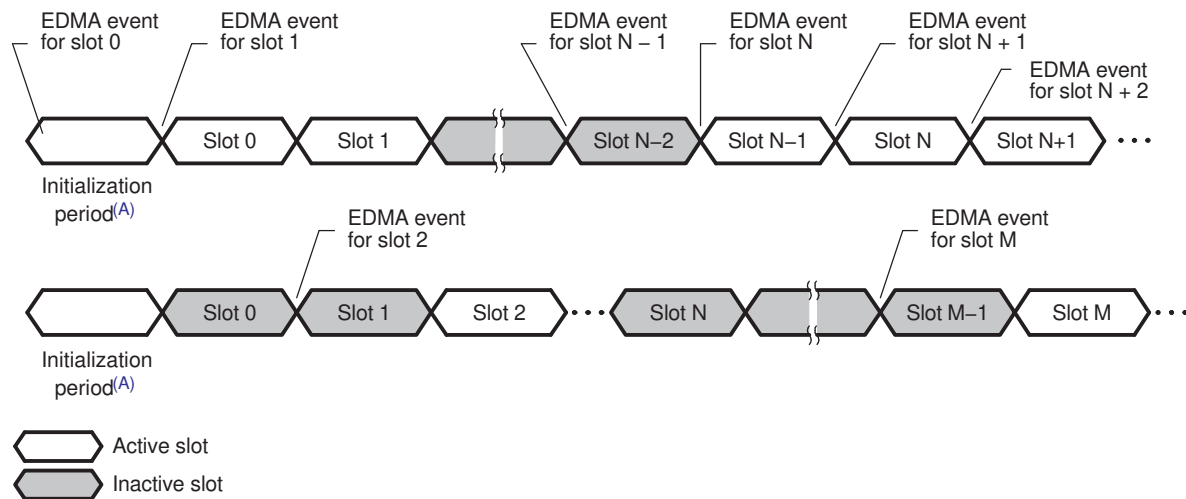 EDMA event
for slot 0
EDMA event
for slot 1
EDMA event
for slot N − 1
EDMA event
for slot N
EDMA event
for slot N + 1
EDMA event
for slot N + 2
Slot 0
Slot 1
Slot N−2
Slot N−1
Slot N
Slot N+1
Initialization
period(A)
EDMA event
for slot 2
EDMA event
for slot M
Slot 0
Slot 1
Slot 2
Slot N
Slot M−1
Slot M
Initialization
period(A)
Active slot
Inactive slot